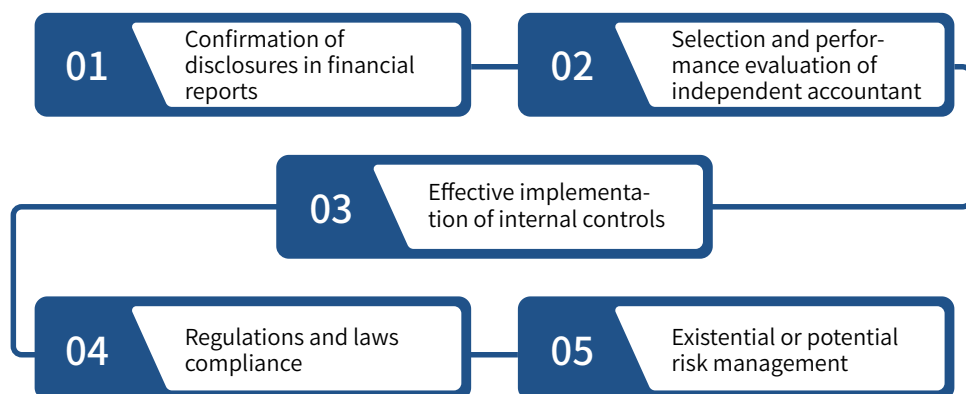 01
Confirmation of
disclosures in financial
reports
02
Selection and perfor-
mance evaluation of
independent accountant
03
Effective implementa-
tion of internal controls
04
Regulations and laws
compliance
05
Existential or potential
risk management